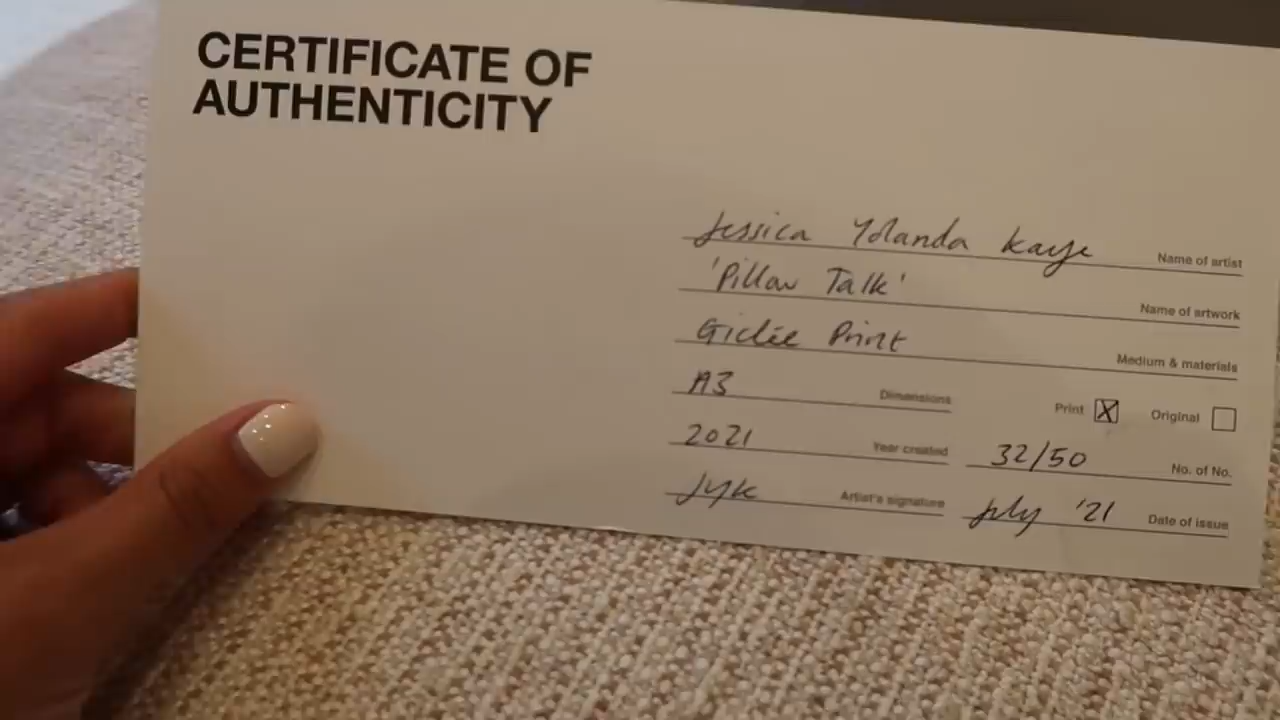 CERTIFICATE OF
AUTHENTICITY
Jessica Yolanda Kaye Name of artist
'Pillow Talk' Name of artwork
Giclée Print Medium & materials
A3 Dimensions Print X Original
2021 Year created 32/50 No. of No.
JYK Artist's signature July '21 Date of issue